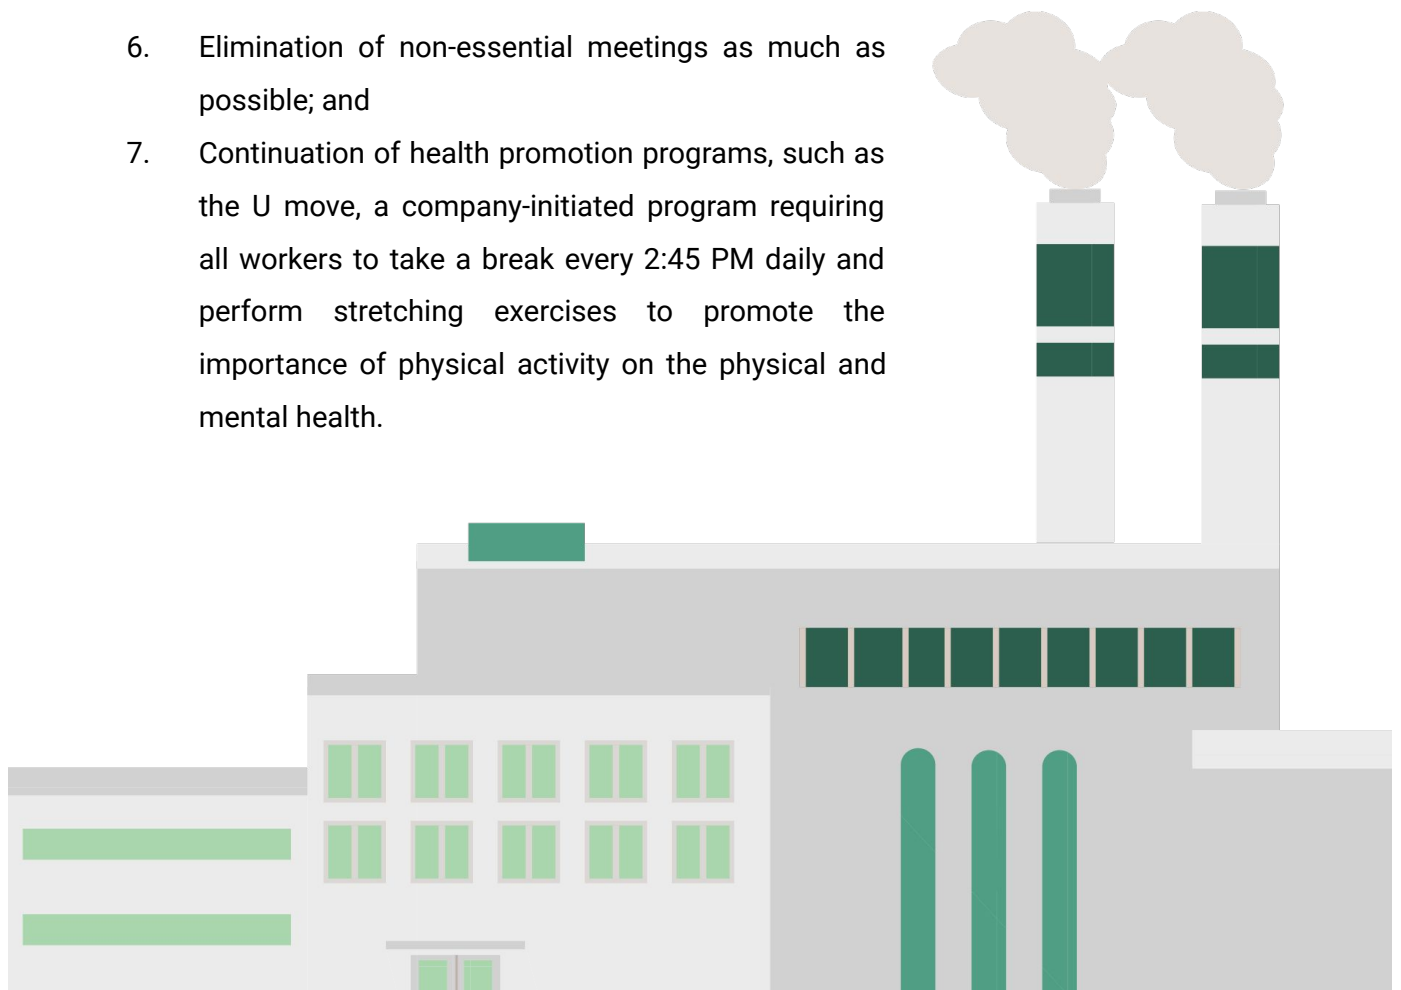 6. Elimination of non-essential meetings as much as
possible; and
7. Continuation of health promotion programs, such as
the U move, a company-initiated program requiring
all workers to take a break every 2:45 PM daily and
perform stretching exercises to promote the
importance of physical activity on the physical and
mental health.